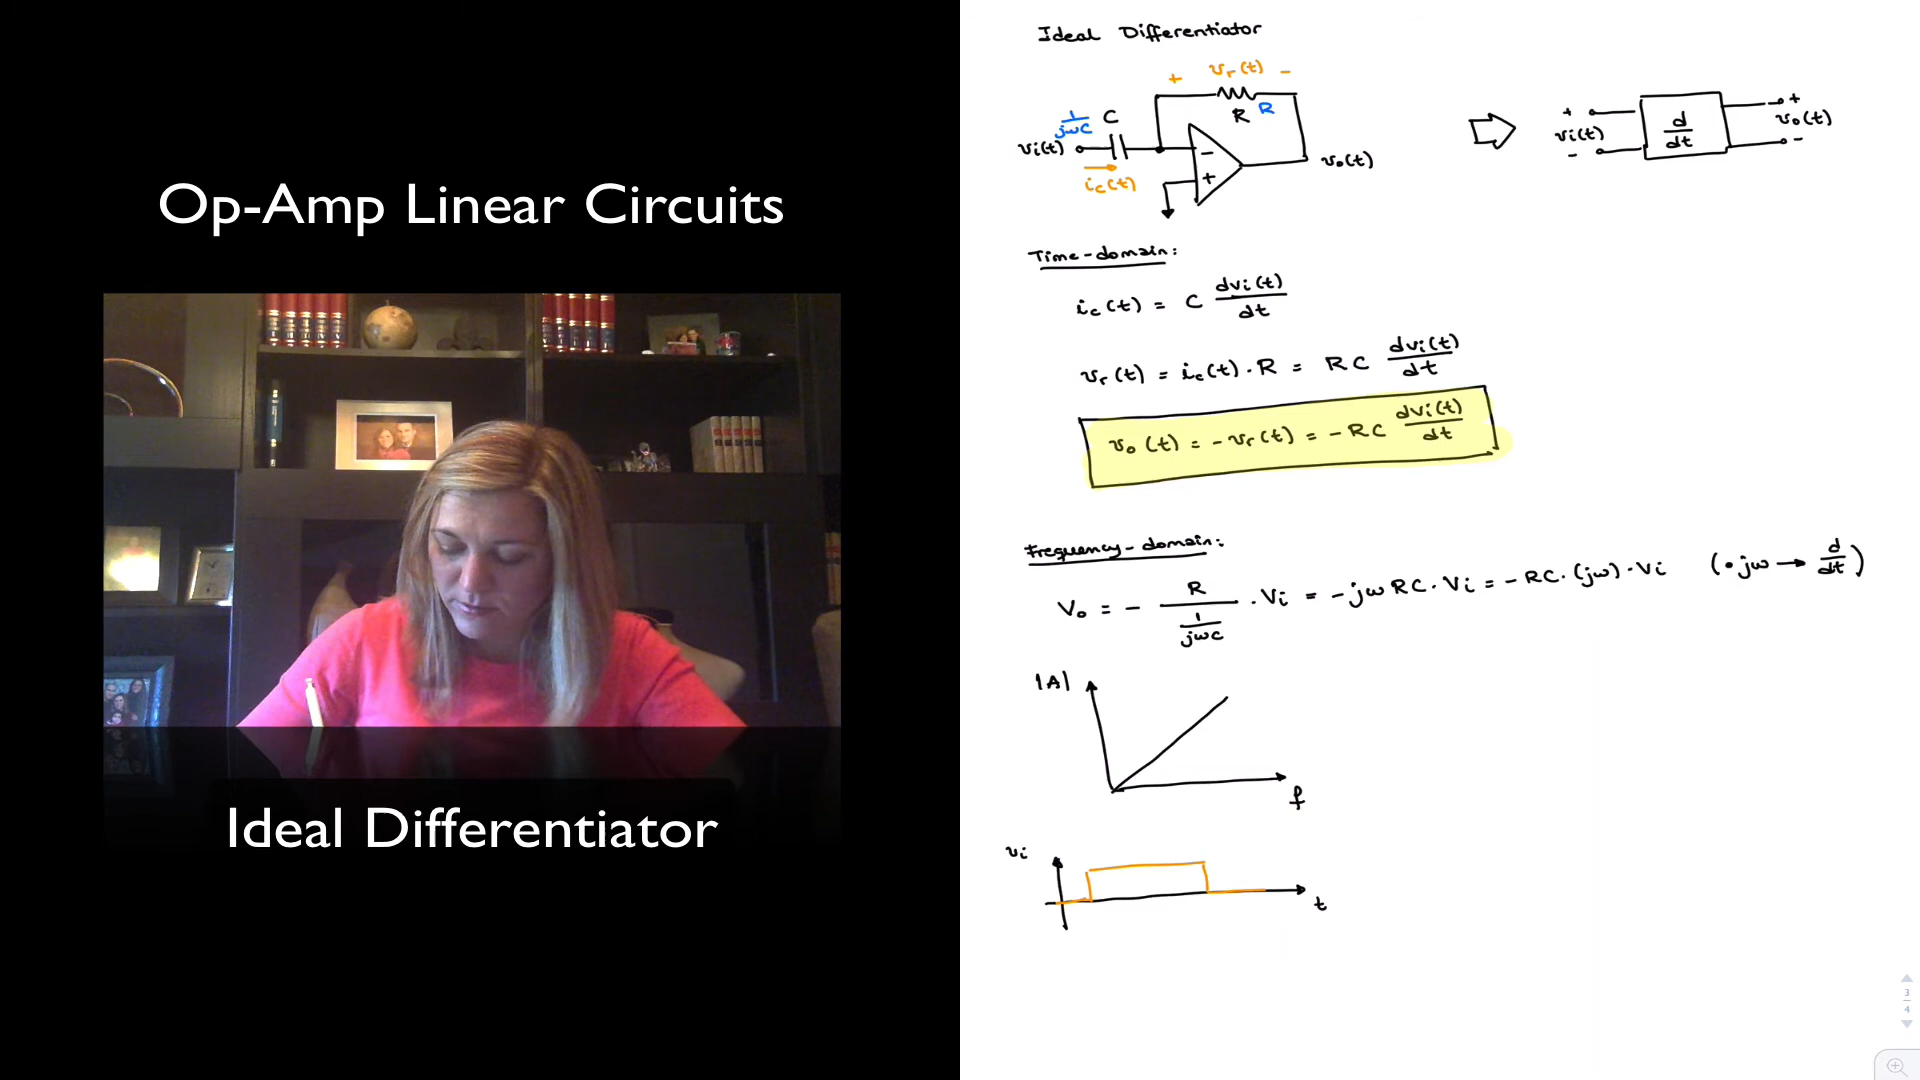 Op-Amp Linear Circuits
Ideal Differentiator
Ideal Differentiator
+ vr(t) -
1/jωC C R R
vi(t) - + vo(t)
ic(t)
+ vi(t) - d/dt + vo(t) -
Time-domain:
ic(t) = C dvi(t)/dt
vr(t) = ic(t) · R = RC dvi(t)/dt
vo(t) = - vr(t) = - RC dvi(t)/dt
Frequency-domain:
Vo = - R/(1/jωC) · Vi = - jωRC · Vi = - RC · (jω) · Vi (· jω → d/dt)
|A|
f
vi
t
3
4